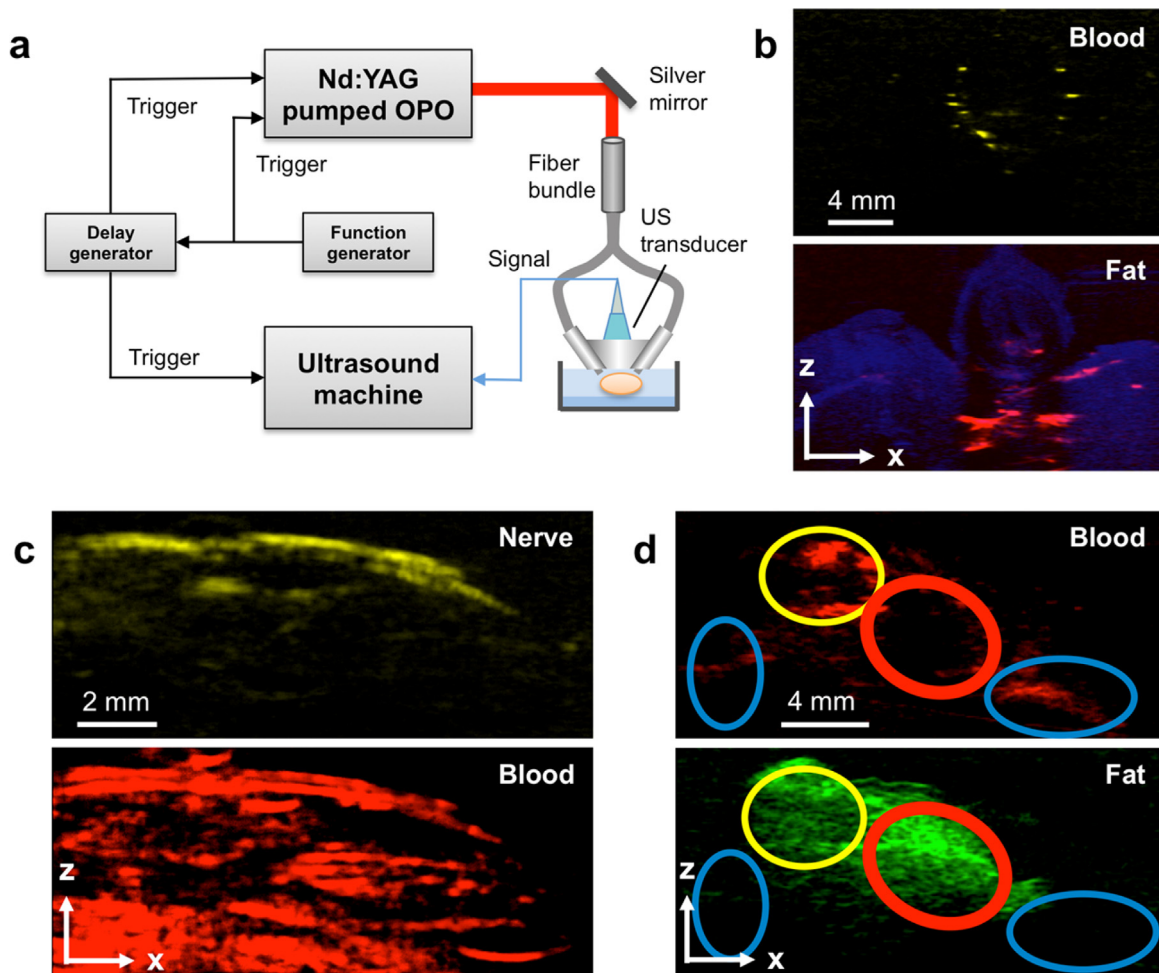 a
Nd:YAG
pumped OPO
Silver
mirror
Trigger
Trigger
Fiber
bundle
US
transducer
Delay
generator
Function
generator
Signal
Trigger
Ultrasound
machine
b
Blood
4 mm
Fat
z
x
c
Nerve
2 mm
Blood
z
x
d
Blood
4 mm
Fat
z
x